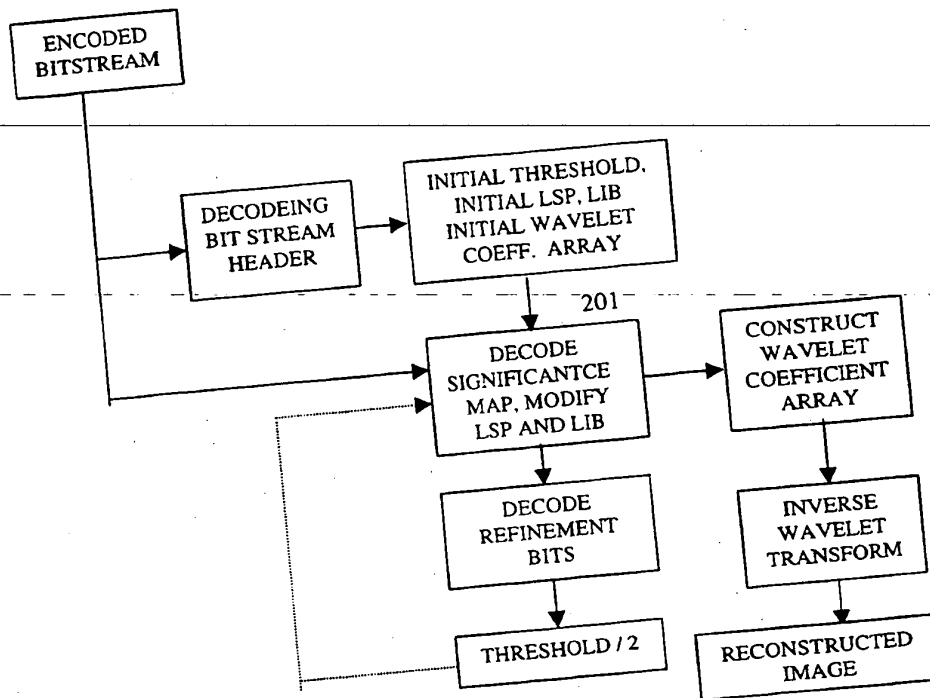 ENCODED
BITSTREAM
DECODEING
BIT STREAM
HEADER
INITIAL THRESHOLD,
INITIAL LSP, LIB
INITIAL WAVELET
COEFF. ARRAY
201
DECODE
SIGNIFICANTCE
MAP, MODIFY
LSP AND LIB
CONSTRUCT
WAVELET
COEFFICIENT
ARRAY
DECODE
REFINEMENT
BITS
INVERSE
WAVELET
TRANSFORM
THRESHOLD / 2
RECONSTRUCTED
IMAGE